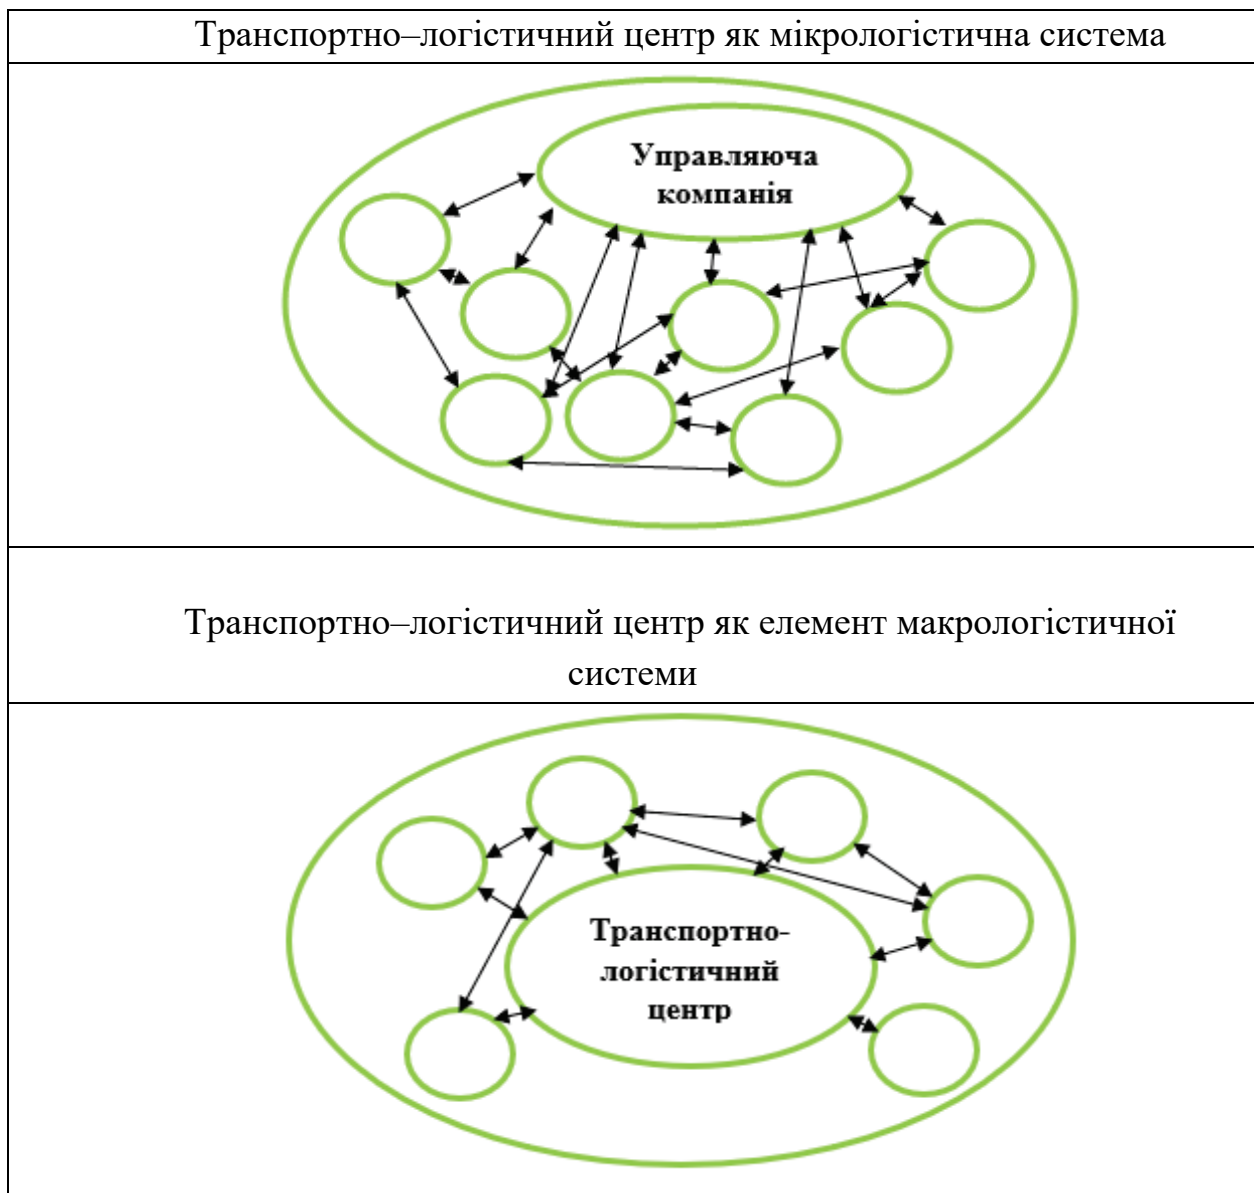 Транспортно–логістичний центр як мікрологістична система
Управляюча
компанія
Транспортно–логістичний центр як елемент макрологістичної
системи
Транспортно-
логістичний
центр